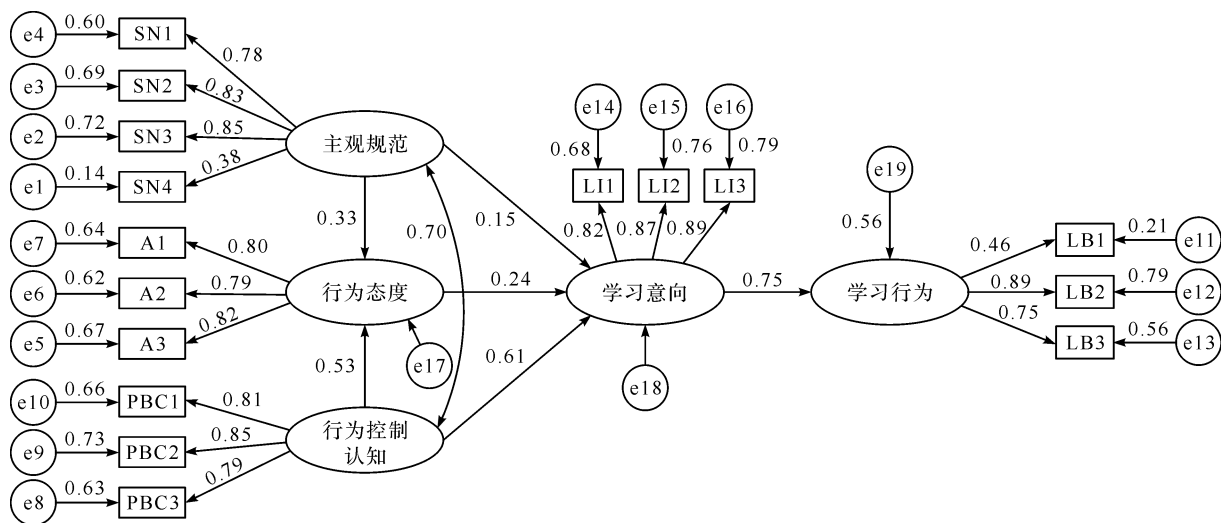 e4 0.60 SN1
0.78
e3 0.69 SN2
0.83
e2 0.72 SN3
0.85
e1 0.14 SN4
0.38
主观规范
e7 0.64 A1
0.80
e6 0.62 A2
0.79
e5 0.67 A3
0.82
0.33
行为态度
0.53
e17
e10 0.66 PBC1
0.81
e9 0.73 PBC2
0.85
e8 0.63 PBC3
0.79
行为控制
认知
0.70
0.15
0.24
0.61
e14 e15 e16
0.68 0.76 0.79
LI1 LI2 LI3
0.82 0.87 0.89
学习意向
e18
0.75
e19
0.56
学习行为
0.46 LB1 0.21 e11
0.89 LB2 0.79 e12
0.75 LB3 0.56 e13